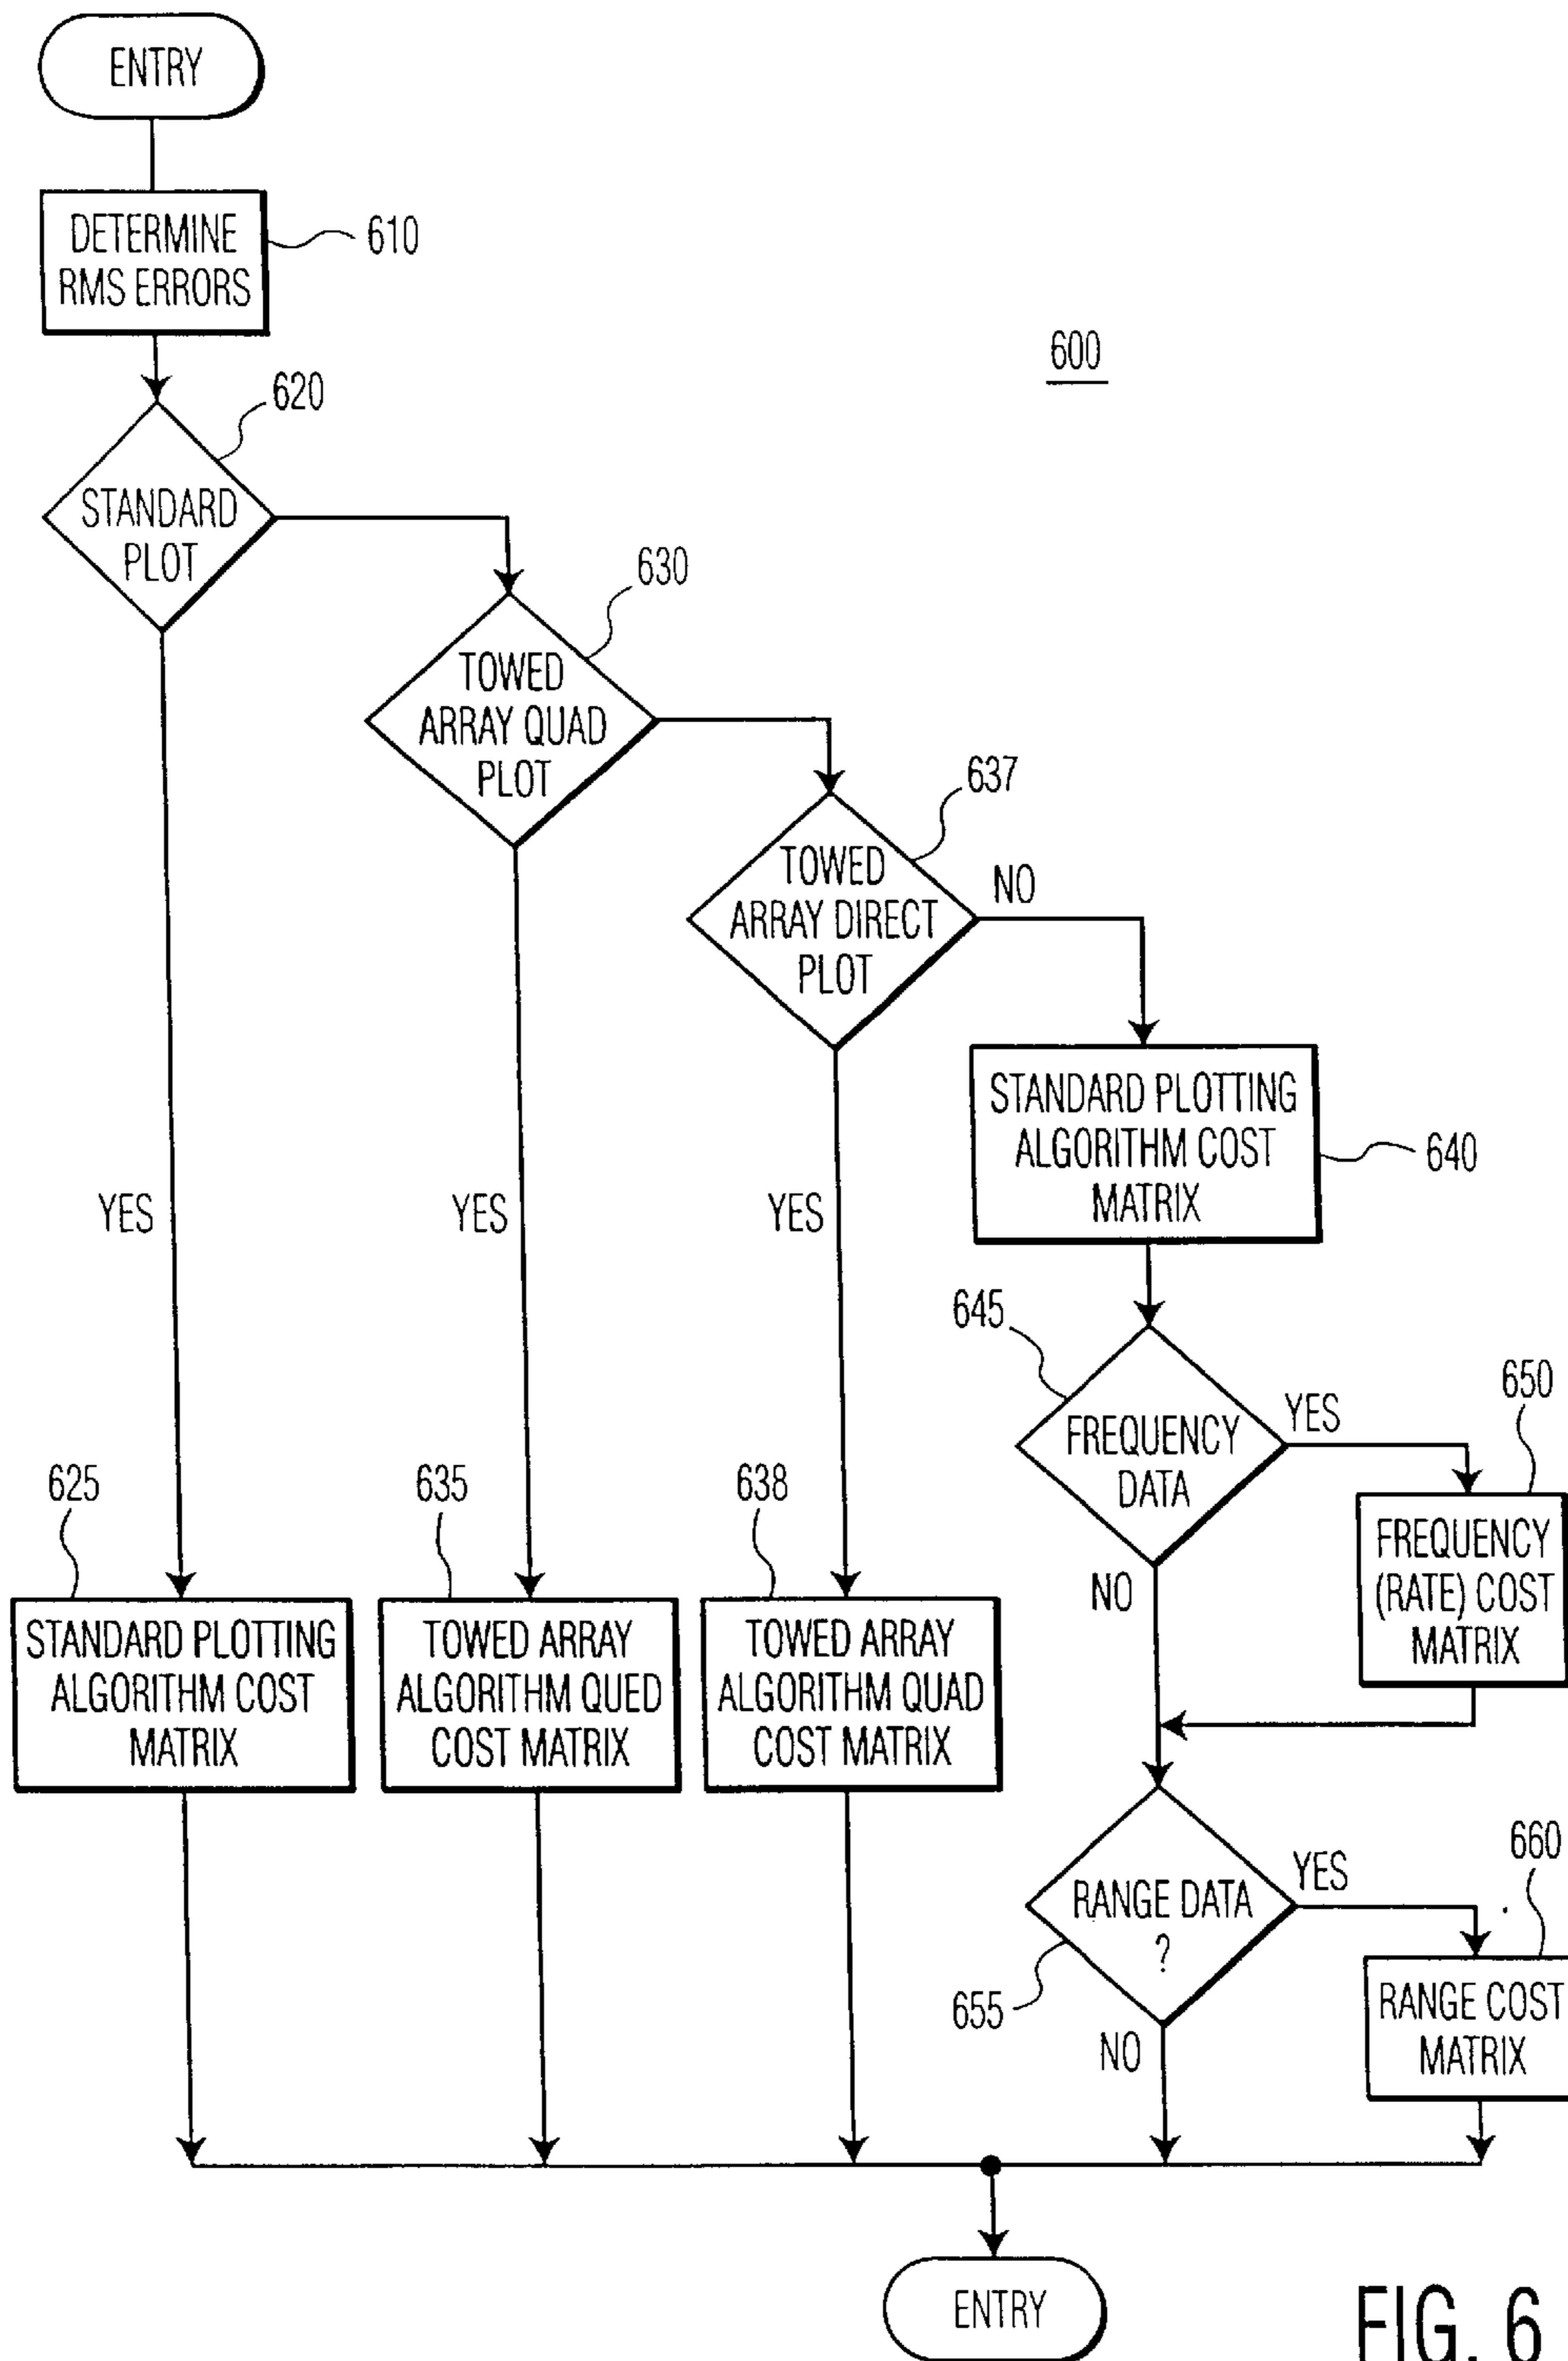 ENTRY
DETERMINE
RMS ERRORS
610
600
620
STANDARD
PLOT
630
TOWED
ARRAY QUAD
PLOT
637
TOWED
ARRAY DIRECT
PLOT
NO
STANDARD PLOTTING
ALGORITHM COST
MATRIX
640
YES
YES
YES
645
FREQUENCY
DATA
YES
650
NO
FREQUENCY
(RATE) COST
MATRIX
625
STANDARD PLOTTING
ALGORITHM COST
MATRIX
635
TOWED ARRAY
ALGORITHM QUED
COST MATRIX
638
TOWED ARRAY
ALGORITHM QUAD
COST MATRIX
RANGE DATA
?
655
YES
660
NO
RANGE COST
MATRIX
ENTRY
FIG. 6